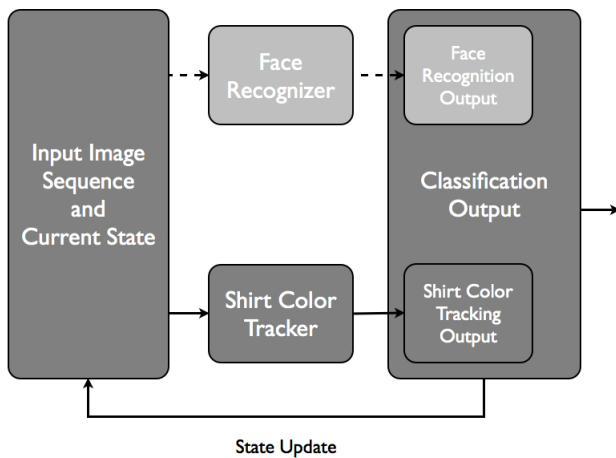 Input Image
Sequence
and
Current State
Face
Recognizer
Face
Recognition
Output
Classification
Output
Shirt Color
Tracker
Shirt Color
Tracking
Output
State Update